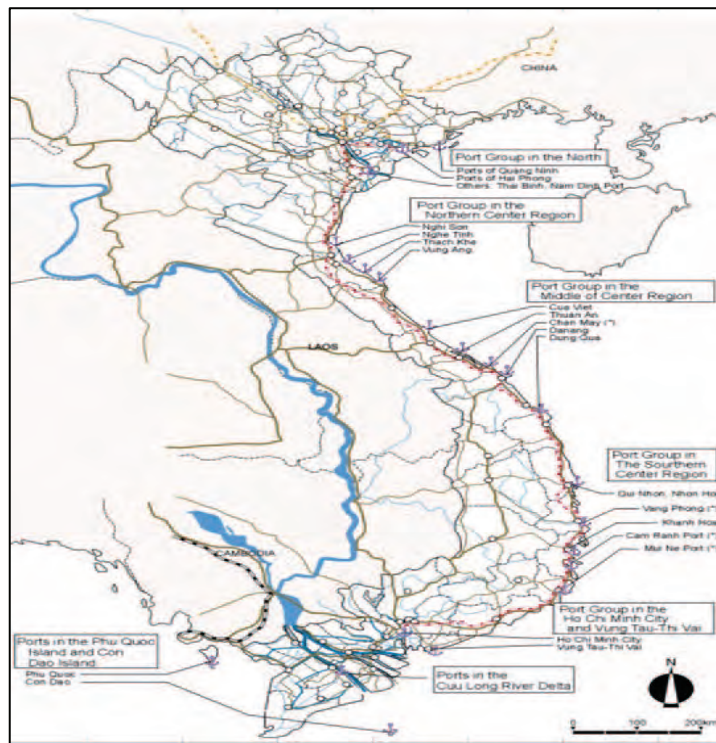 CHINA
Port Group in the North
Ports of Quang Ninh
Ports of Hai Phong
Others: Thai Binh, Nam Dinh Port
Port Group in the
Northern Center Region
Nghi Son
Nghe Tinh
Thach Khe
Vung Ang
Port Group in the
Middle of Center Region
Cua Viet
Thuan An
Chan May (*)
Danang
Dung Qua
LAOS
Port Group in
The Sourthern
Center Region
Qui Nhon, Nhon Ho
Vang Phong (*
Khanh Hoa
Cam Ranh Port (*
Mui Ne Port (*
CAMBODIA
Port Group in the
Ho Chi Minh City
and Vung Tau-Thi Vai
Ho Chi Minh City
Vung Tau-Thi Vai
Ports in the Phu Quoc
Island and Con
Dao Island
Phu Quoc
Con Dao
Ports in the
Cuu Long River Delta
N
0 100 200 km